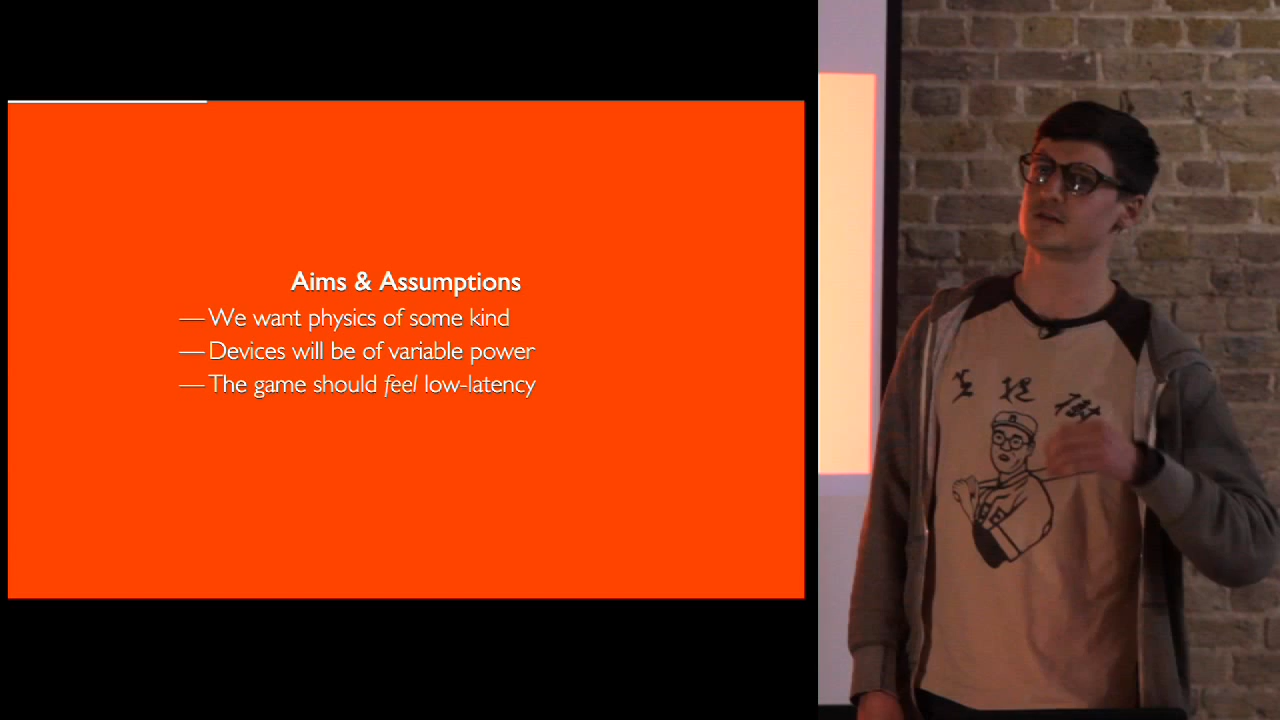 Aims & Assumptions
— We want physics of some kind
— Devices will be of variable power
— The game should feel low-latency